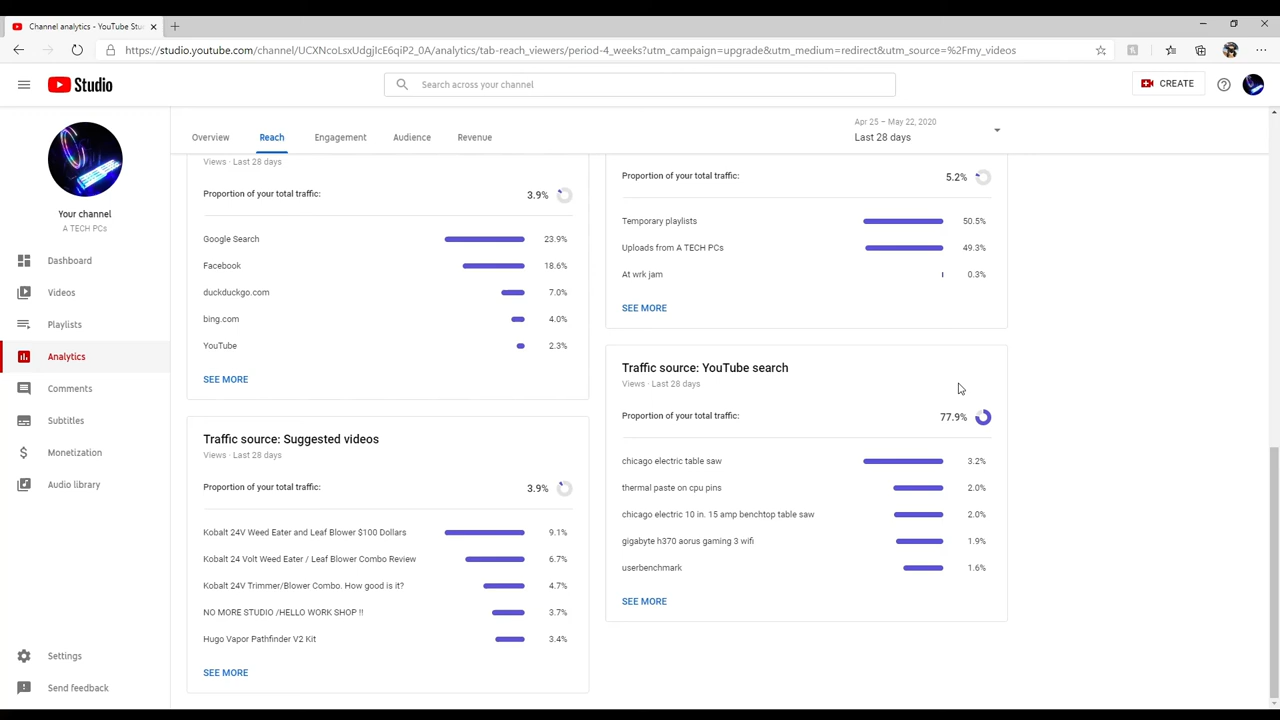 Channel analytics - YouTube Stu
https://studio.youtube.com/channel/UCXNcoLsxUdgjIcE6qiP2_0A/analytics/tab-reach_viewers/period-4_weeks?utm_campaign=upgrade&utm_medium=redirect&utm_source=%2Fmy_videos
Studio
Search across your channel
CREATE
Your channel
A TECH PCs
Dashboard
Videos
Playlists
Analytics
Comments
Subtitles
Monetization
Audio library
Settings
Send feedback
Overview
Reach
Engagement
Audience
Revenue
Apr 25 – May 22, 2020
Last 28 days
Views · Last 28 days
Proportion of your total traffic: 3.9%
Google Search 23.9%
Facebook 18.6%
duckduckgo.com 7.0%
bing.com 4.0%
YouTube 2.3%
SEE MORE
Traffic source: Suggested videos
Views · Last 28 days
Proportion of your total traffic: 3.9%
Kobalt 24V Weed Eater and Leaf Blower $100 Dollars 9.1%
Kobalt 24 Volt Weed Eater / Leaf Blower Combo Review 6.7%
Kobalt 24V Trimmer/Blower Combo. How good is it? 4.7%
NO MORE STUDIO /HELLO WORK SHOP !! 3.7%
Hugo Vapor Pathfinder V2 Kit 3.4%
SEE MORE
Proportion of your total traffic: 5.2%
Temporary playlists 50.5%
Uploads from A TECH PCs 49.3%
At wrk jam 0.3%
SEE MORE
Traffic source: YouTube search
Views · Last 28 days
Proportion of your total traffic: 77.9%
chicago electric table saw 3.2%
thermal paste on cpu pins 2.0%
chicago electric 10 in. 15 amp benchtop table saw 2.0%
gigabyte h370 aorus gaming 3 wifi 1.9%
userbenchmark 1.6%
SEE MORE